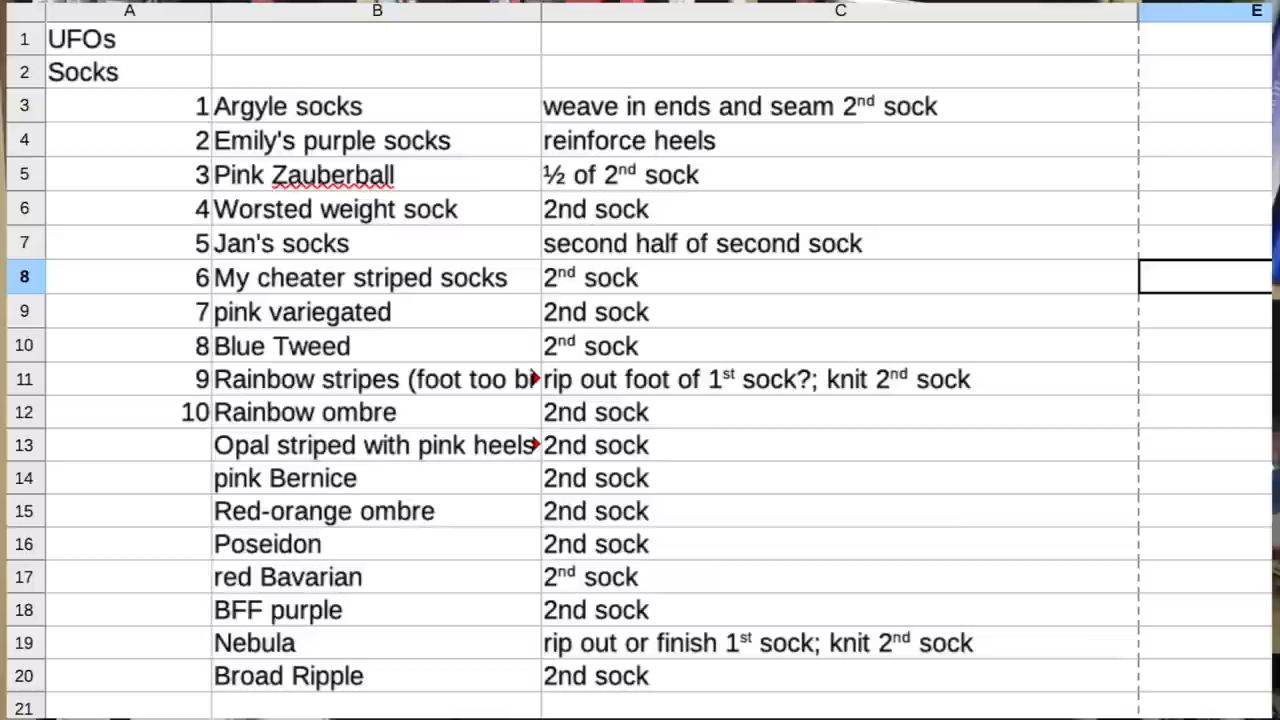 A B C E
1 UFOs
2 Socks
3 1 Argyle socks weave in ends and seam 2nd sock
4 2 Emily's purple socks reinforce heels
5 3 Pink Zauberball ½ of 2nd sock
6 4 Worsted weight sock 2nd sock
7 5 Jan's socks second half of second sock
8 6 My cheater striped socks 2nd sock
9 7 pink variegated 2nd sock
10 8 Blue Tweed 2nd sock
11 9 Rainbow stripes (foot too bi rip out foot of 1st sock?; knit 2nd sock
12 10 Rainbow ombre 2nd sock
13 Opal striped with pink heels 2nd sock
14 pink Bernice 2nd sock
15 Red-orange ombre 2nd sock
16 Poseidon 2nd sock
17 red Bavarian 2nd sock
18 BFF purple 2nd sock
19 Nebula rip out or finish 1st sock; knit 2nd sock
20 Broad Ripple 2nd sock
21